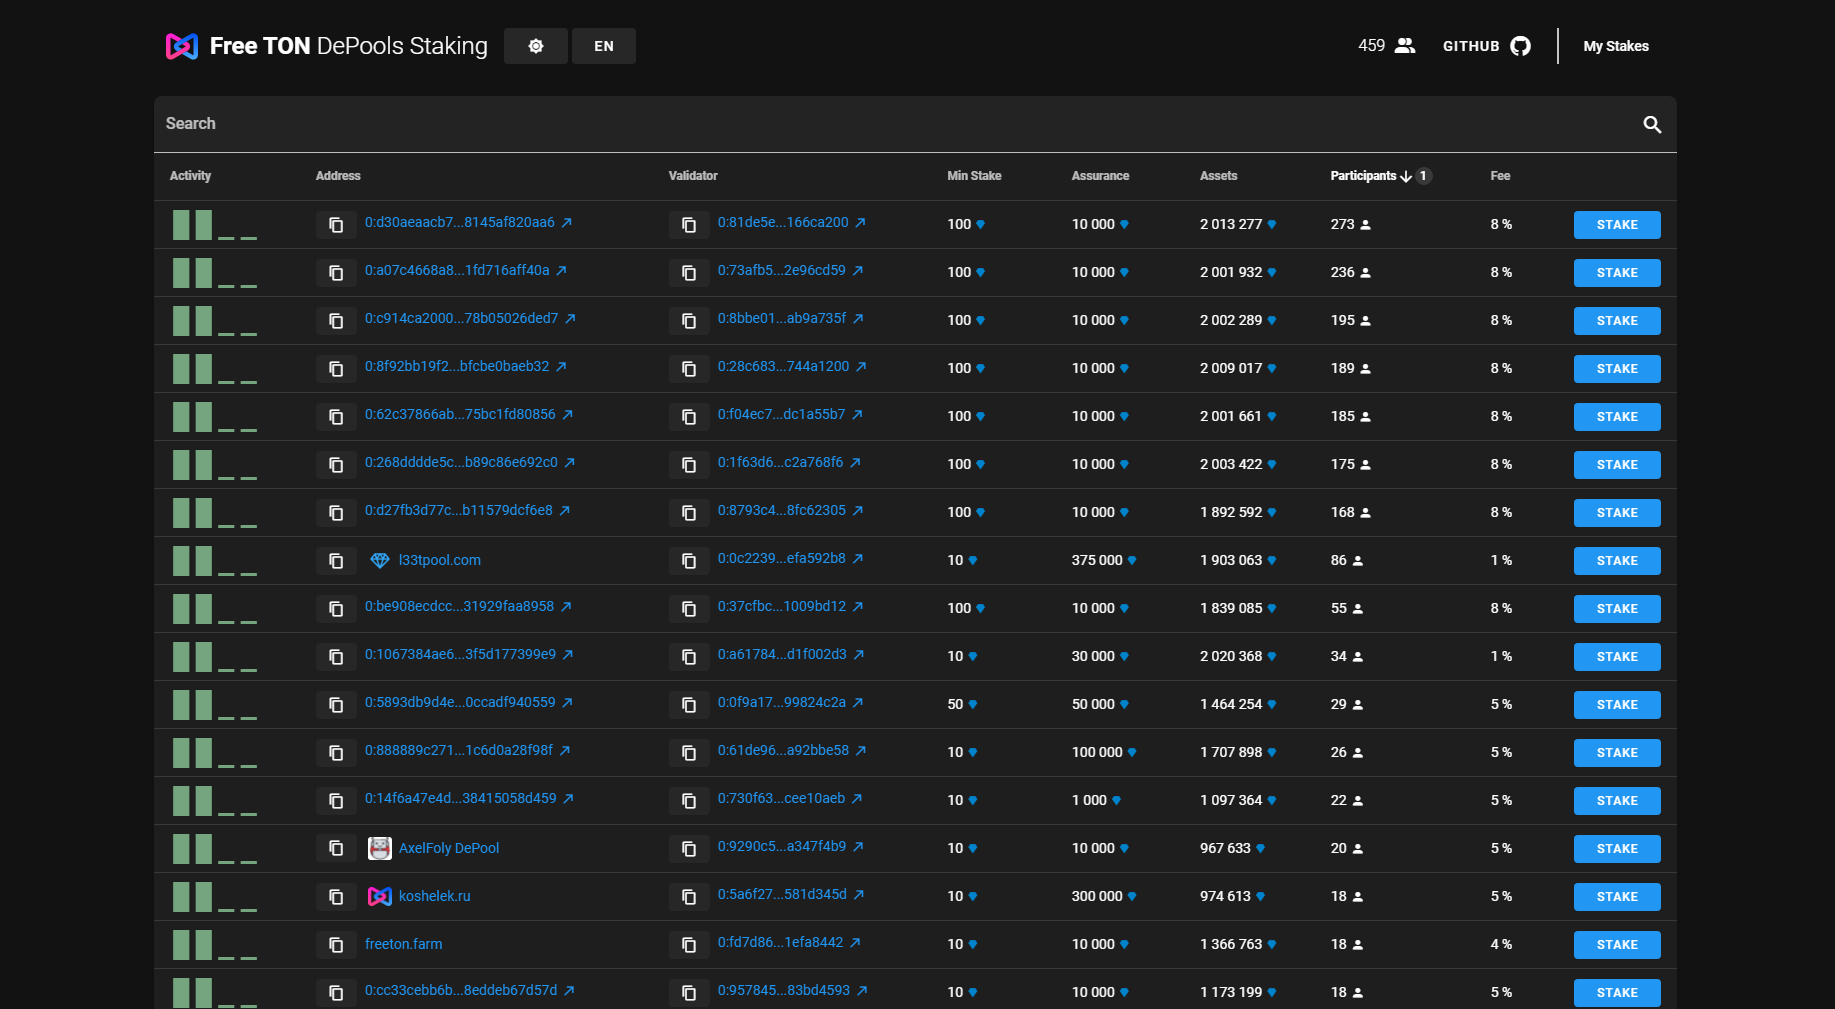 Free TON DePools Staking EN 459 GITHUB My Stakes
Search
Activity Address Validator Min Stake Assurance Assets Participants 1 Fee
0:d30aeaacb7...8145af820aa6 0:81de5e...166ca200 100 10 000 2 013 277 273 8 % STAKE
0:a07c4668a8...1fd716aff40a 0:73afb5...2e96cd59 100 10 000 2 001 932 236 8 % STAKE
0:c914ca2000...78b05026ded7 0:8bbe01...ab9a735f 100 10 000 2 002 289 195 8 % STAKE
0:8f92bb19f2...bfcbe0baeb32 0:28c683...744a1200 100 10 000 2 009 017 189 8 % STAKE
0:62c37866ab...75bc1fd80856 0:f04ec7...dc1a55b7 100 10 000 2 001 661 185 8 % STAKE
0:268dddde5c...b89c86e692c0 0:1f63d6...c2a768f6 100 10 000 2 003 422 175 8 % STAKE
0:d27fb3d77c...b11579dcf6e8 0:8793c4...8fc62305 100 10 000 1 892 592 168 8 % STAKE
l33tpool.com 0:0c2239...efa592b8 10 375 000 1 903 063 86 1 % STAKE
0:be908ecdcc...31929faa8958 0:37cfbc...1009bd12 100 10 000 1 839 085 55 8 % STAKE
0:1067384ae6...3f5d177399e9 0:a61784...d1f002d3 10 30 000 2 020 368 34 1 % STAKE
0:5893db9d4e...0ccadf940559 0:0f9a17...99824c2a 50 50 000 1 464 254 29 5 % STAKE
0:888889c271...1c6d0a28f98f 0:61de96...a92bbe58 10 100 000 1 707 898 26 5 % STAKE
0:14f6a47e4d...38415058d459 0:730f63...cee10aeb 10 1 000 1 097 364 22 5 % STAKE
AxelFoly DePool 0:9290c5...a347f4b9 10 10 000 967 633 20 5 % STAKE
koshelek.ru 0:5a6f27...581d345d 10 300 000 974 613 18 5 % STAKE
freeton.farm 0:fd7d86...1efa8442 10 10 000 1 366 763 18 4 % STAKE
0:cc33cebb6b...8eddeb67d57d 0:957845...83bd4593 10 10 000 1 173 199 18 5 % STAKE